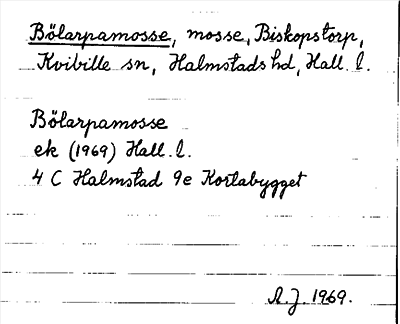 Bölarpamosse, mosse, Biskopstorp,
Kvibille sn, Halmstads hd, Hall. l.
Bölarpamosse
ek (1969) Hall. l.
4 C Halmstad 9e Kortabygget
A.J. 1969.